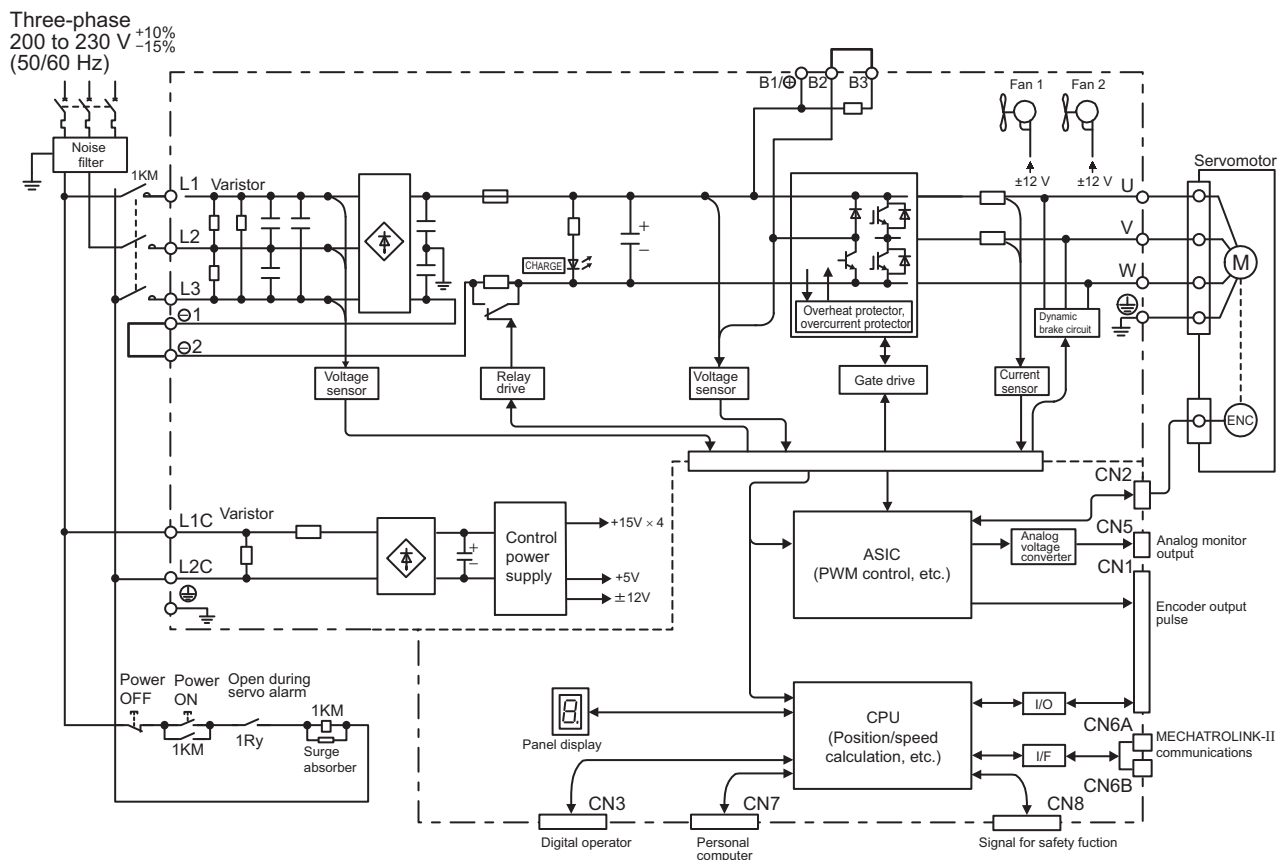 Three-phase
200 to 230 V +10% −15%
(50/60 Hz)
B1/⊕ B2 B3
Fan 1 Fan 2
Noise
filter
1KM
L1 Varistor
±12 V ±12 V
U
Servomotor
L2
V
CHARGE
+
−
W
M
L3
⊖1
⊖2
Overheat protector,
overcurrent protector
Dynamic
brake circuit
Voltage
sensor
Relay
drive
Voltage
sensor
Gate drive
Current
sensor
ENC
CN2
L1C Varistor
+
−
Control
power
supply
+15V × 4
+5V
±12V
L2C
ASIC
(PWM control, etc.)
Analog
voltage
converter
CN5
Analog monitor
output
CN1
Encoder output
pulse
Power
OFF
Power
ON
Open during
servo alarm
1KM
1KM
1Ry
Surge
absorber
8.
Panel display
CPU
(Position/speed
calculation, etc.)
I/O
CN6A
I/F
MECHATROLINK-II
communications
CN6B
CN3
CN7
CN8
Digital operator
Personal
computer
Signal for safety fuction